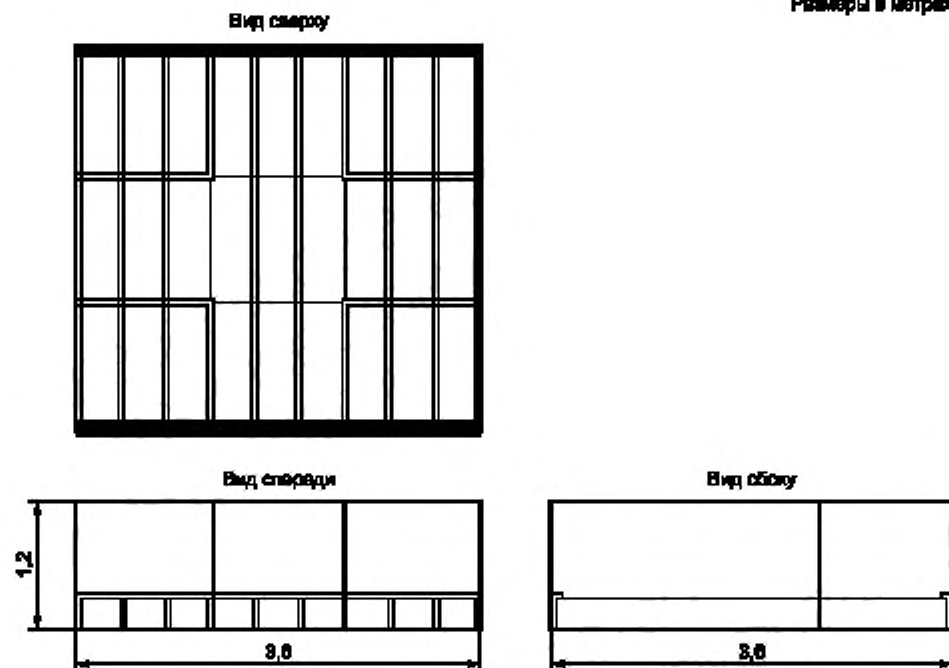 Размеры в метрах
Вид сверху
Вид спереди
Вид сбоку
1,2
3,6
3,6